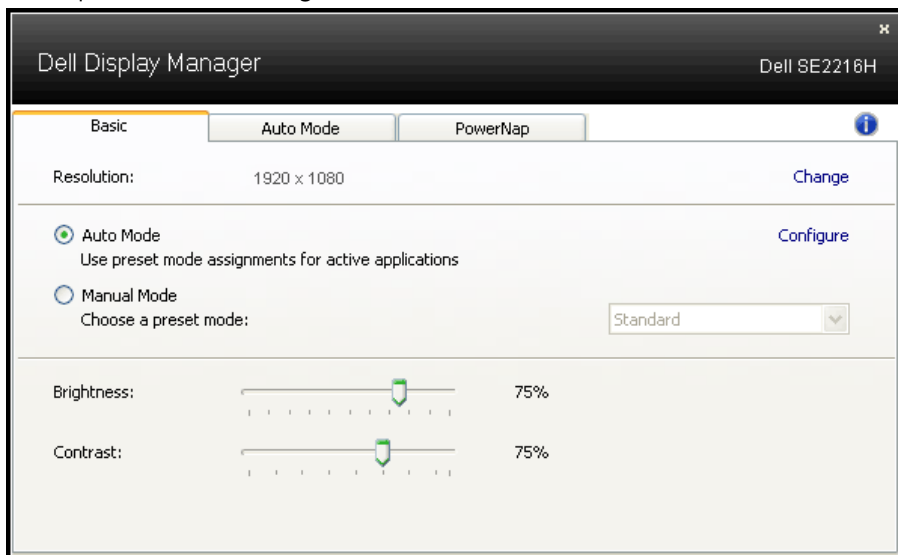 x
Dell Display Manager
Dell SE2216H
Basic
Auto Mode
PowerNap
i
Resolution:
1920 x 1080
Change
Auto Mode
Configure
Use preset mode assignments for active applications
Manual Mode
Choose a preset mode:
Standard
Brightness:
75%
Contrast:
75%